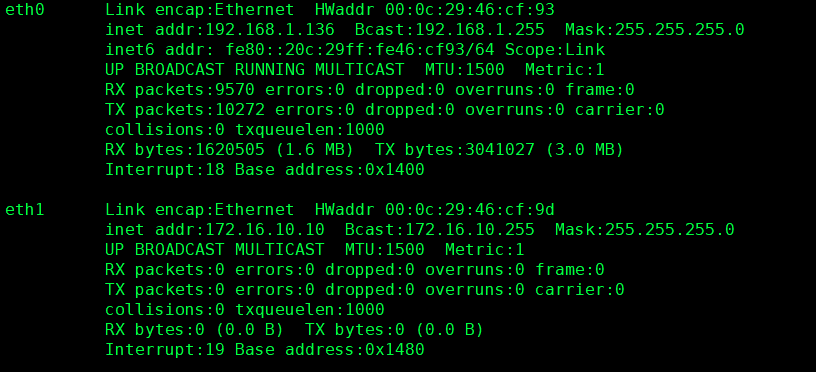 eth0      Link encap:Ethernet  HWaddr 00:0c:29:46:cf:93
          inet addr:192.168.1.136  Bcast:192.168.1.255  Mask:255.255.255.0
          inet6 addr: fe80::20c:29ff:fe46:cf93/64 Scope:Link
          UP BROADCAST RUNNING MULTICAST  MTU:1500  Metric:1
          RX packets:9570 errors:0 dropped:0 overruns:0 frame:0
          TX packets:10272 errors:0 dropped:0 overruns:0 carrier:0
          collisions:0 txqueuelen:1000
          RX bytes:1620505 (1.6 MB)  TX bytes:3041027 (3.0 MB)
          Interrupt:18 Base address:0x1400

eth1      Link encap:Ethernet  HWaddr 00:0c:29:46:cf:9d
          inet addr:172.16.10.10  Bcast:172.16.10.255  Mask:255.255.255.0
          UP BROADCAST MULTICAST  MTU:1500  Metric:1
          RX packets:0 errors:0 dropped:0 overruns:0 frame:0
          TX packets:0 errors:0 dropped:0 overruns:0 carrier:0
          collisions:0 txqueuelen:1000
          RX bytes:0 (0.0 B)  TX bytes:0 (0.0 B)
          Interrupt:19 Base address:0x1480